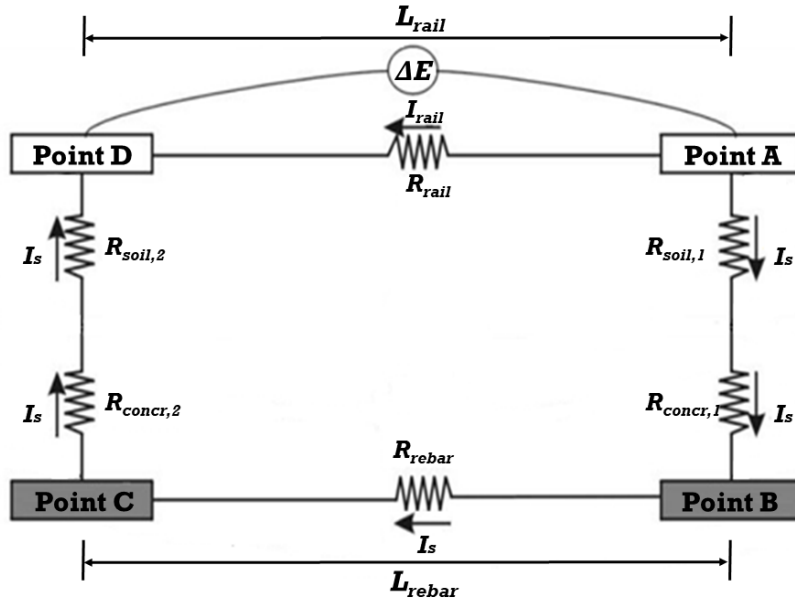 L_rail
ΔE
I_rail
Point D
Point A
R_rail
I_s
R_soil,2
R_soil,1
I_s
I_s
R_concr,2
R_concr,1
I_s
R_rebar
Point C
Point B
I_s
L_rebar